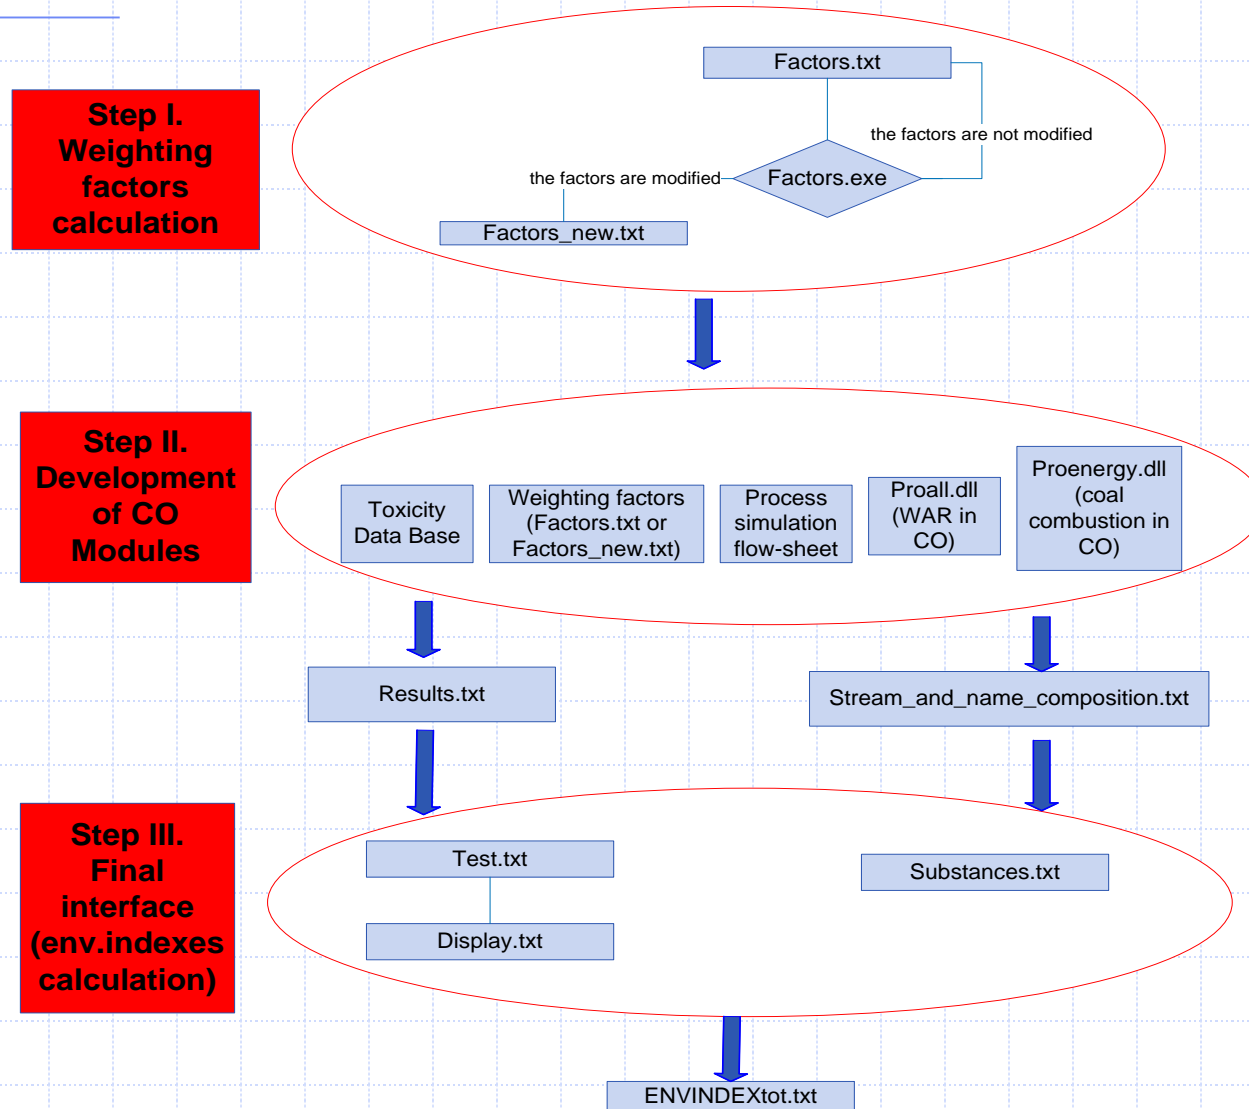 Factors.txt
Step I.
Weighting
factors
calculation
the factors are not modified
the factors are modified
Factors.exe
Factors_new.txt
Step II.
Development
of CO
Modules
Toxicity
Data Base
Weighting factors
(Factors.txt or
Factors_new.txt)
Process
simulation
flow-sheet
Proall.dll
(WAR in
CO)
Proenergy.dll
(coal
combustion in
CO)
Results.txt
Stream_and_name_composition.txt
Step III.
Final
interface
(env.indexes
calculation)
Test.txt
Display.txt
Substances.txt
ENVINDEXtot.txt